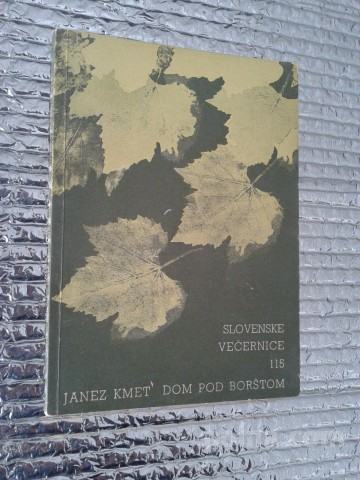 SLOVENSKE
VEČERNICE
115
JANEZ KMET DOM POD BORŠTOM